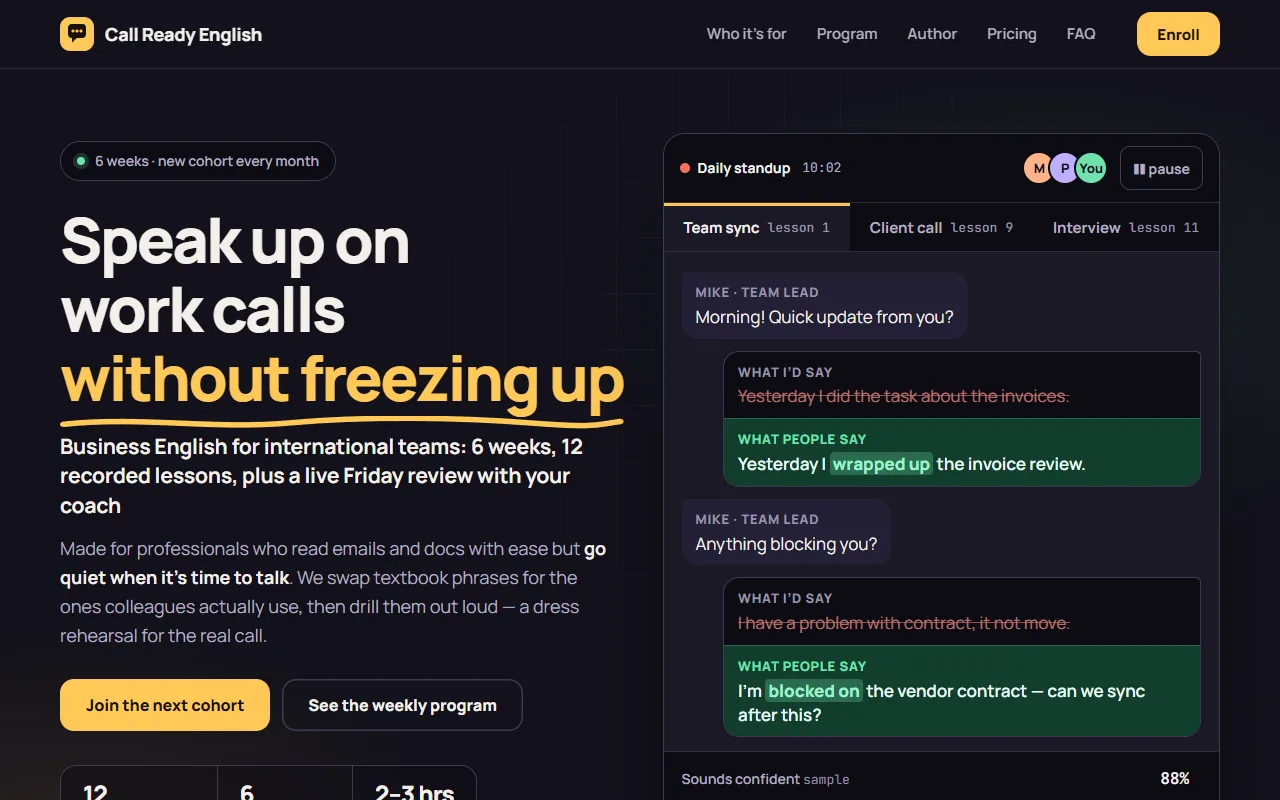 Call Ready English
Who it's for
Program
Author
Pricing
FAQ
Enroll
6 weeks · new cohort every month
Speak up on
work calls
without freezing up
Business English for international teams: 6 weeks, 12
recorded lessons, plus a live Friday review with your
coach
Made for professionals who read emails and docs with ease but go
quiet when it's time to talk. We swap textbook phrases for the
ones colleagues actually use, then drill them out loud — a dress
rehearsal for the real call.
Join the next cohort
See the weekly program
12
6
2–3 hrs
Daily standup 10:02
M
P
You
pause
Team sync lesson 1
Client call lesson 9
Interview lesson 11
MIKE · TEAM LEAD
Morning! Quick update from you?
WHAT I'D SAY
Yesterday I did the task about the invoices.
WHAT PEOPLE SAY
Yesterday I wrapped up the invoice review.
MIKE · TEAM LEAD
Anything blocking you?
WHAT I'D SAY
I have a problem with contract, it not move.
WHAT PEOPLE SAY
I'm blocked on the vendor contract — can we sync
after this?
Sounds confident sample
88%